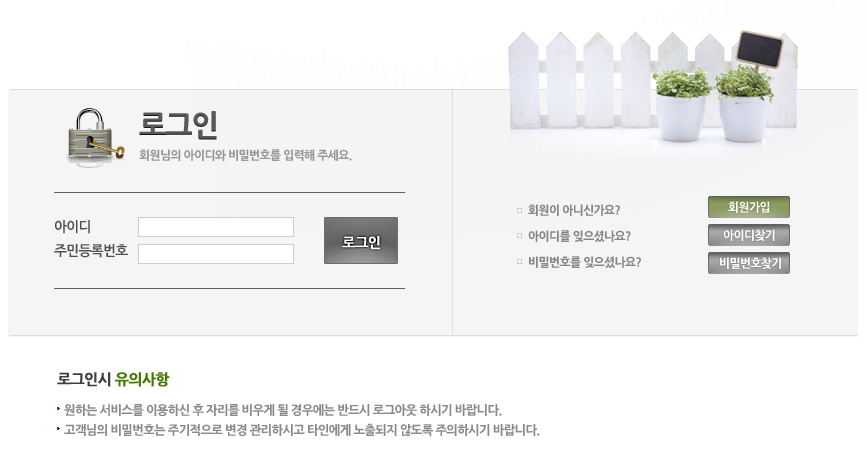 로그인
회원님의 아이디와 비밀번호를 입력해 주세요.
아이디
주민등록번호
로그인
회원이 아니신가요?
회원가입
아이디를 잊으셨나요?
아이디찾기
비밀번호를 잊으셨나요?
비밀번호찾기
로그인시 유의사항
원하는 서비스를 이용하신 후 자리를 비우게 될 경우에는 반드시 로그아웃 하시기 바랍니다.
고객님의 비밀번호는 주기적으로 변경 관리하시고 타인에게 노출되지 않도록 주의하시기 바랍니다.